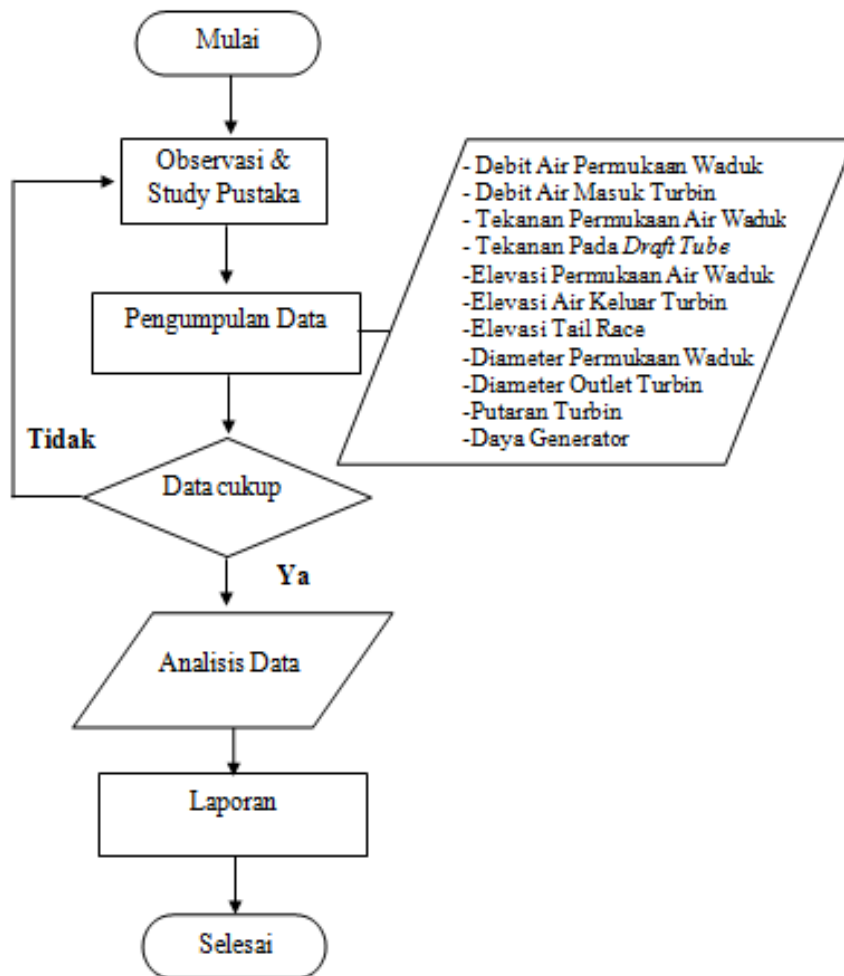 Mulai
Observasi &
Study Pustaka
- Debit Air Permukaan Waduk
- Debit Air Masuk Turbin
- Tekanan Permukaan Air Waduk
- Tekanan Pada Draft Tube
-Elevasi Permukaan Air Waduk
-Elevasi Air Keluar Turbin
-Elevasi Tail Race
-Diameter Permukaan Waduk
-Diameter Outlet Turbin
-Putaran Turbin
-Daya Generator
Pengumpulan Data
Tidak
Data cukup
Ya
Analisis Data
Laporan
Selesai